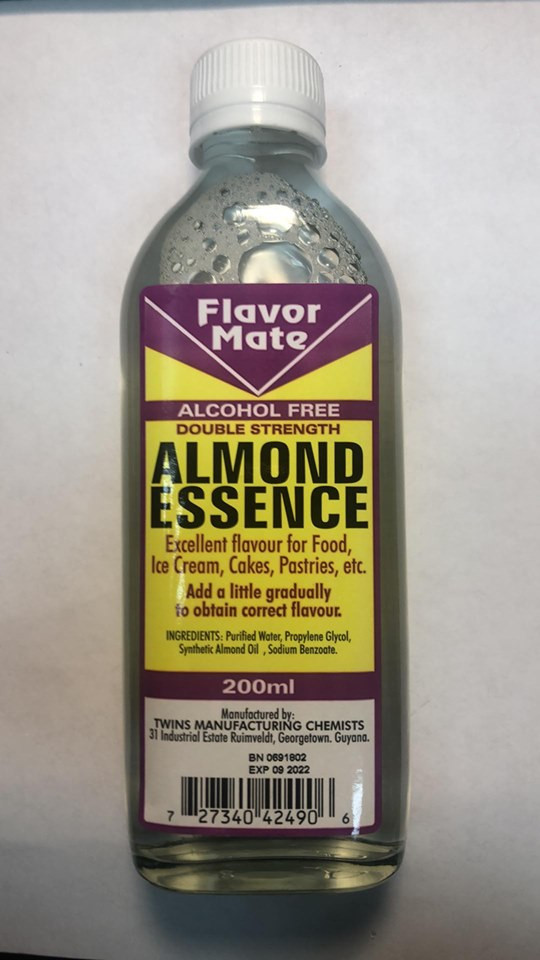 Flavor
Mate
ALCOHOL FREE
DOUBLE STRENGTH
ALMOND
ESSENCE
Excellent flavour for Food,
Ice Cream, Cakes, Pastries, etc.
Add a little gradually
to obtain correct flavour.
INGREDIENTS: Purified Water, Propylene Glycol,
Synthetic Almond Oil , Sodium Benzoate.
200ml
Manufactured by:
TWINS MANUFACTURING CHEMISTS
31 Industrial Estate Ruimveldt, Georgetown. Guyana.
BN 0691802
EXP 09 2022
7 27340 42490 6